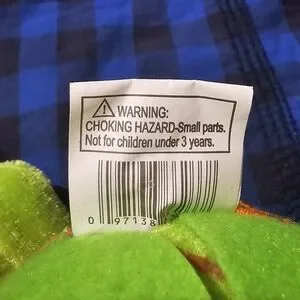 WARNING:
CHOKING HAZARD-Small parts.
Not for children under 3 years.
0 97138